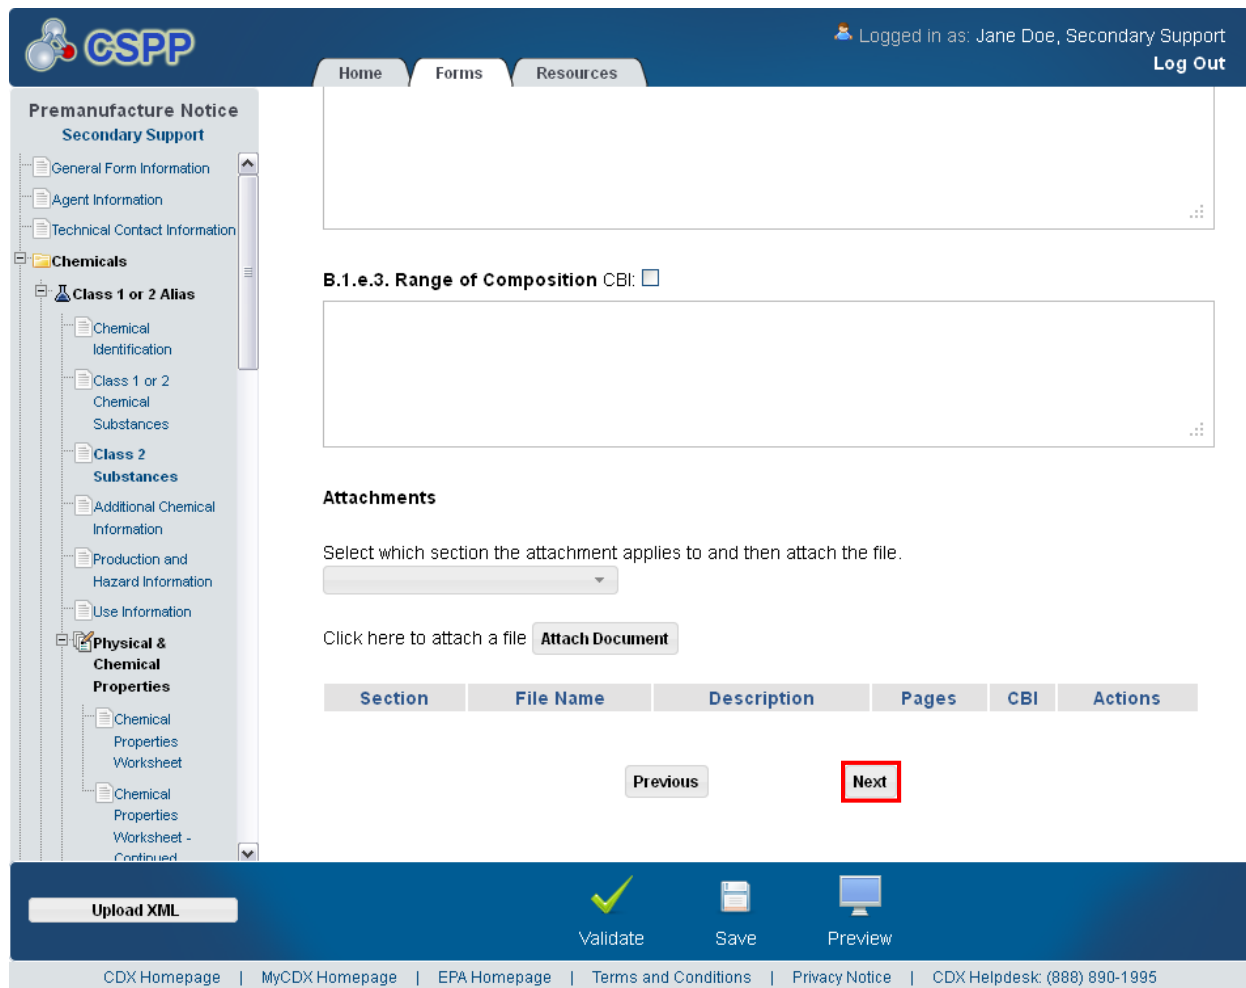 CSPP
Logged in as: Jane Doe, Secondary Support
Log Out
Home
Forms
Resources
Premanufacture Notice
Secondary Support
General Form Information
Agent Information
Technical Contact Information
Chemicals
Class 1 or 2 Alias
Chemical
Identification
Class 1 or 2
Chemical
Substances
Class 2
Substances
Additional Chemical
Information
Production and
Hazard Information
Use Information
Physical &
Chemical
Properties
Chemical
Properties
Worksheet
Chemical
Properties
Worksheet -
Continued
B.1.e.3. Range of Composition CBI:
Attachments
Select which section the attachment applies to and then attach the file.
Click here to attach a file Attach Document
Section File Name Description Pages CBI Actions
Previous Next
Upload XML
Validate Save Preview
CDX Homepage | MyCDX Homepage | EPA Homepage | Terms and Conditions | Privacy Notice | CDX Helpdesk: (888) 890-1995